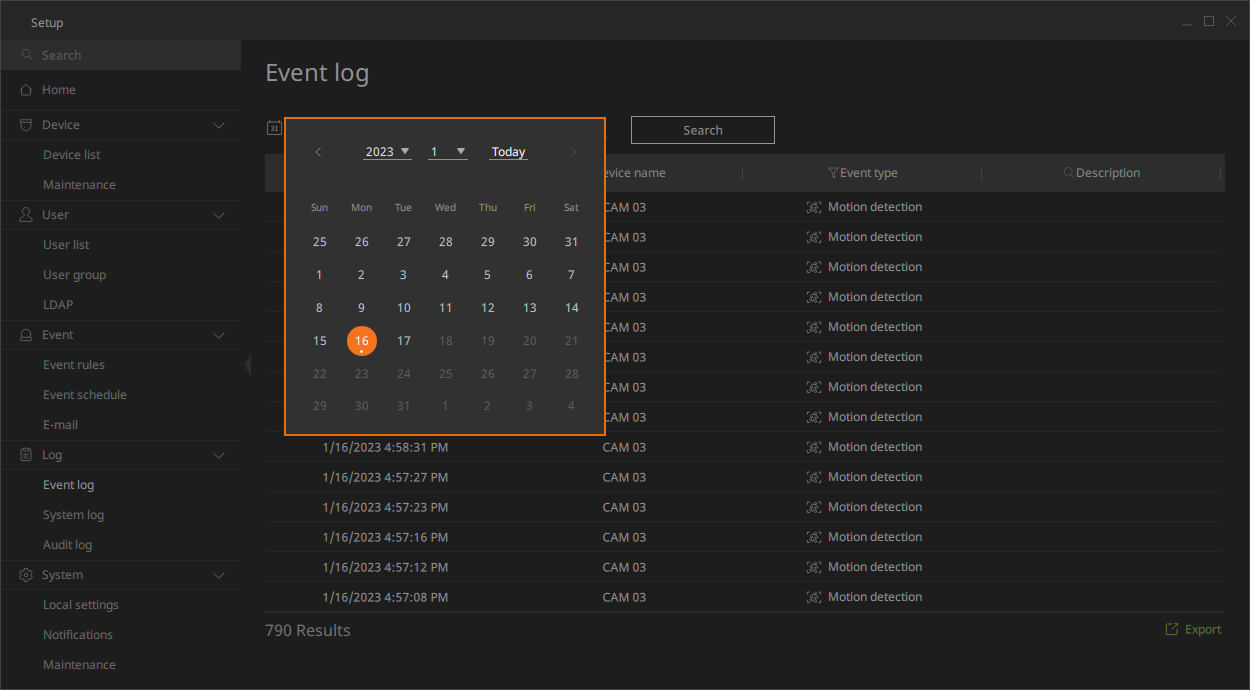 Setup
Search
Home
Device
Device list
Maintenance
User
User list
User group
LDAP
Event
Event rules
Event schedule
E-mail
Log
Event log
System log
Audit log
System
Local settings
Notifications
Maintenance
Event log
31
2023 1 Today
Search
Sun Mon Tue Wed Thu Fri Sat
25 26 27 28 29 30 31
1 2 3 4 5 6 7
8 9 10 11 12 13 14
15 16 17 18 19 20 21
22 23 24 25 26 27 28
29 30 31 1 2 3 4
evice name Event type Description
CAM 03 Motion detection
CAM 03 Motion detection
CAM 03 Motion detection
CAM 03 Motion detection
CAM 03 Motion detection
CAM 03 Motion detection
CAM 03 Motion detection
CAM 03 Motion detection
1/16/2023 4:58:31 PM CAM 03 Motion detection
1/16/2023 4:57:27 PM CAM 03 Motion detection
1/16/2023 4:57:23 PM CAM 03 Motion detection
1/16/2023 4:57:16 PM CAM 03 Motion detection
1/16/2023 4:57:12 PM CAM 03 Motion detection
1/16/2023 4:57:08 PM CAM 03 Motion detection
790 Results
Export